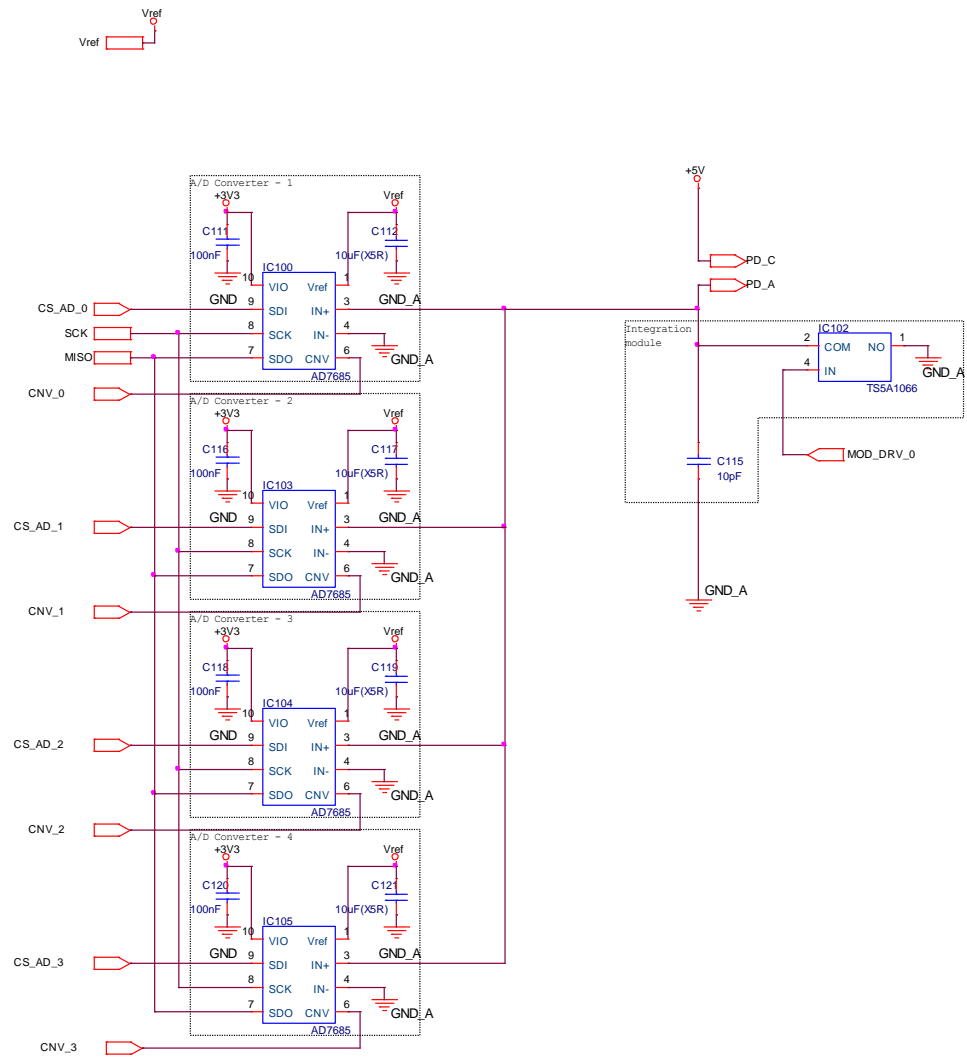 Vref
Vref
A/D Converter - 1
+3V3
Vref
C111
100nF
C112
10uF(X5R)
IC100
GND
GND_A
10
VIO
Vref
1
CS_AD_0
9
SDI
IN+
3
SCK
8
SCK
IN-
4
MISO
7
SDO
CNV
6
GND_A
AD7685
CNV_0
A/D Converter - 2
+3V3
Vref
C116
100nF
C117
10uF(X5R)
IC103
GND
GND_A
10
VIO
Vref
1
CS_AD_1
9
SDI
IN+
3
8
SCK
IN-
4
7
SDO
CNV
6
GND_A
AD7685
CNV_1
A/D Converter - 3
+3V3
Vref
C118
100nF
C119
10uF(X5R)
IC104
GND
GND_A
10
VIO
Vref
1
CS_AD_2
9
SDI
IN+
3
8
SCK
IN-
4
7
SDO
CNV
6
GND_A
AD7685
CNV_2
A/D Converter - 4
+3V3
Vref
C120
100nF
C121
10uF(X5R)
IC105
GND
GND_A
10
VIO
Vref
1
CS_AD_3
9
SDI
IN+
3
8
SCK
IN-
4
7
SDO
CNV
6
GND_A
AD7685
CNV_3
+5V
PD_C
PD_A
Integration
module
IC102
2
COM
NO
1
4
IN
GND_A
TS5A1066
MOD_DRV_0
C115
10pF
GND_A